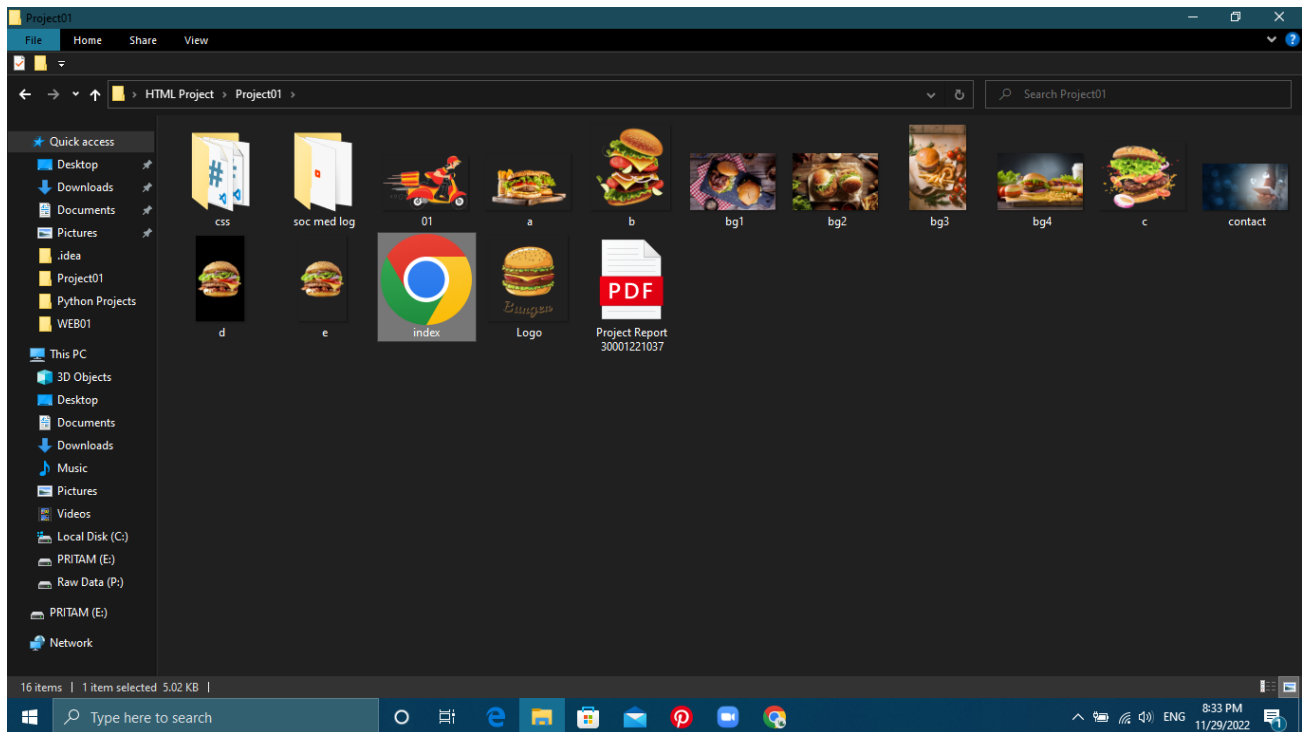 Project01
File Home Share View
HTML Project Project01
Search Project01
Quick access
Desktop
Downloads
Documents
Pictures
.idea
Project01
Python Projects
WEB01
This PC
3D Objects
Desktop
Documents
Downloads
Music
Pictures
Videos
Local Disk (C:)
PRITAM (E:)
Raw Data (P:)
PRITAM (E:)
Network
css soc med log 01 a b bg1 bg2 bg3 bg4 c contact
d e index Logo Project Report
30001221037
PDF
16 items 1 item selected 5.02 KB
Type here to search
ENG
8:33 PM
11/29/2022
1